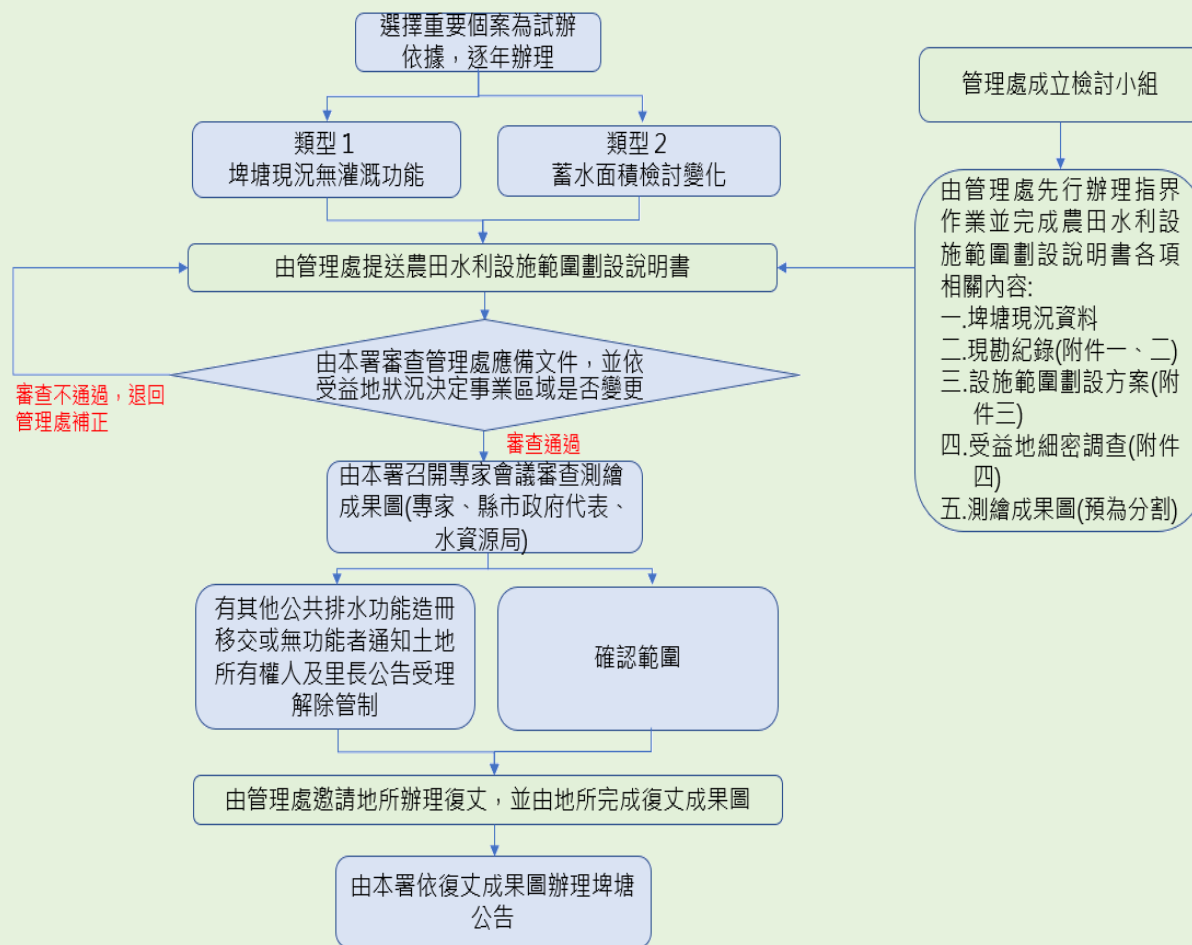 選擇重要個案為試辦
依據，逐年辦理
類型１
埤塘現況無灌溉功能
類型２
蓄水面積檢討變化
由管理處提送農田水利設施範圍劃設說明書
由本署審查管理處應備文件，並依
受益地狀況決定事業區域是否變更
審查不通過，退回
管理處補正
審查通過
由本署召開專家會議審查測繪
成果圖(專家、縣市政府代表、
水資源局)
有其他公共排水功能造冊
移交或無功能者通知土地
所有權人及里長公告受理
解除管制
確認範圍
由管理處邀請地所辦理復丈，並由地所完成復丈成果圖
由本署依復丈成果圖辦理埤塘
公告
管理處成立檢討小組
由管理處先行辦理指界
作業並完成農田水利設
施範圍劃設說明書各項
相關內容:
一.埤塘現況資料
二.現勘紀錄(附件一、二)
三.設施範圍劃設方案(附
件三)
四.受益地細密調查(附件
四)
五.測繪成果圖(預為分割)